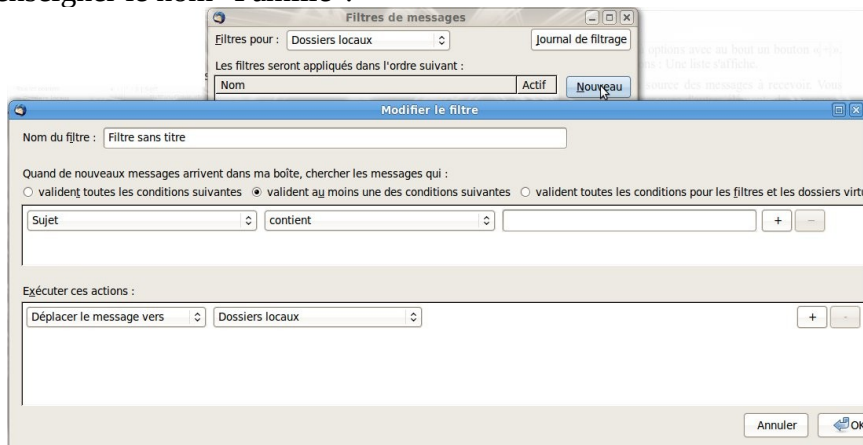 Filtres de messages
Filtres pour : Dossiers locaux Journal de filtrage
Les filtres seront appliqués dans l'ordre suivant :
Nom Actif Nouveau
Modifier le filtre
Nom du filtre : Filtre sans titre
Quand de nouveaux messages arrivent dans ma boîte, chercher les messages qui :
valident toutes les conditions suivantes valident au moins une des conditions suivantes valident toutes les conditions pour les filtres et les dossiers virtu
Sujet contient + -
Exécuter ces actions :
Déplacer le message vers Dossiers locaux + -
Annuler OK